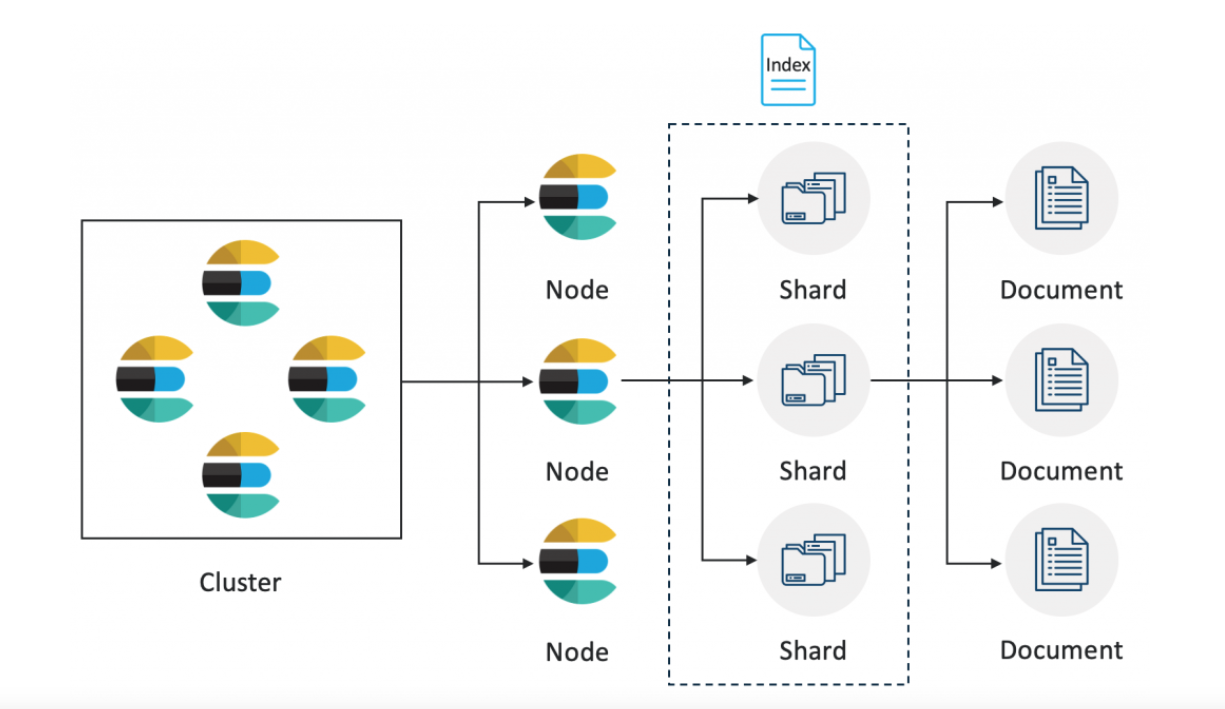 Index
Node
Shard
Document
Node
Shard
Document
Cluster
Node
Shard
Document